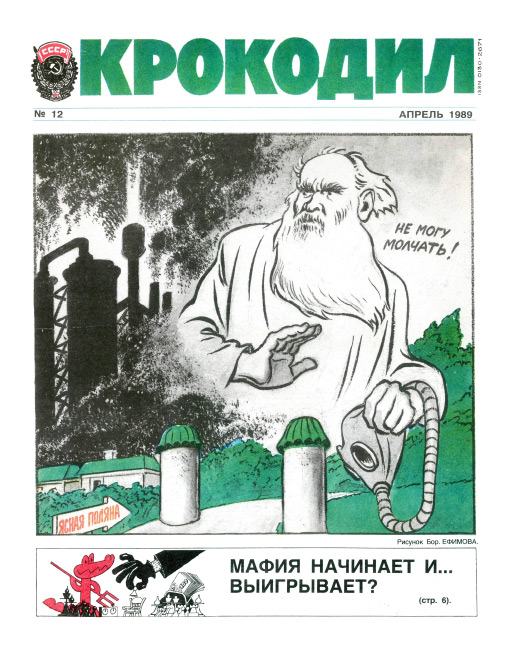 СССР
КРОКОДИЛ
ISSN 0130-2671
№ 12
АПРЕЛЬ 1989
НЕ МОГУ
МОЛЧАТЬ!
ЯСНАЯ ПОЛЯНА
Рисунок Бор. ЕФИМОВА.
МАФИЯ НАЧИНАЕТ И...
ВЫИГРЫВАЕТ?
(стр. 6).